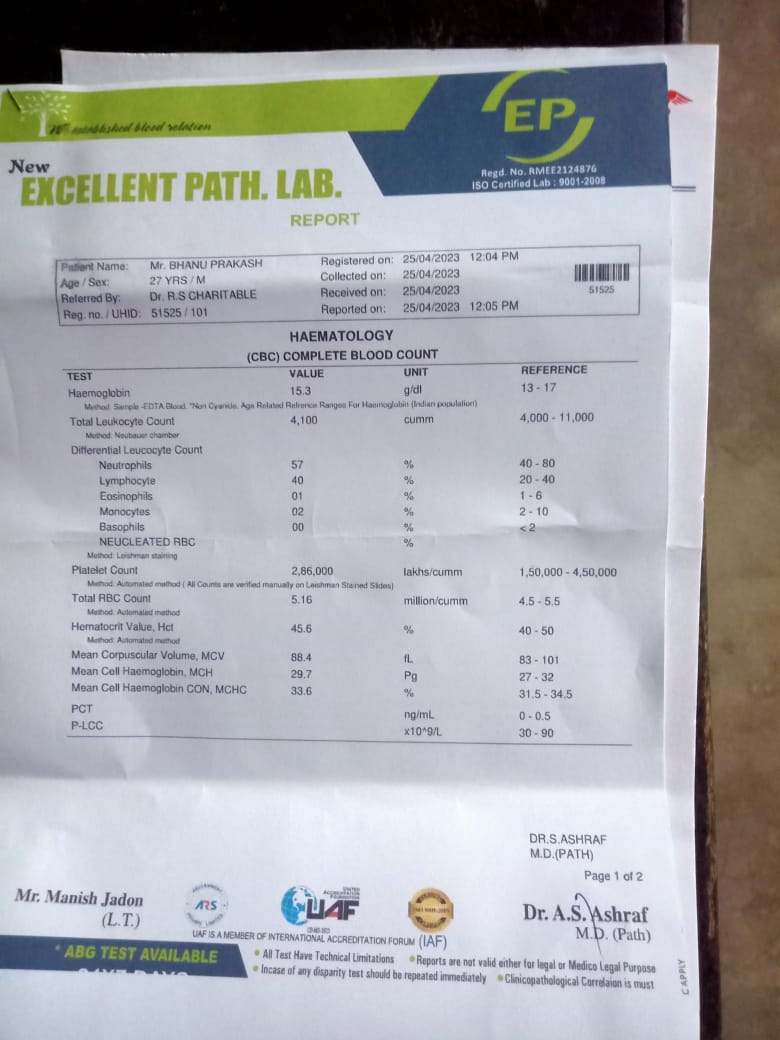 We established blood relation
EP
Regd. No. RMEE2124876
ISO Certified Lab : 9001-2008
New
EXCELLENT PATH. LAB.
REPORT
Patient Name: Mr. BHANU PRAKASH Registered on: 25/04/2023 12:04 PM
Age / Sex: 27 YRS / M Collected on: 25/04/2023
Referred By: Dr. R.S CHARITABLE Received on: 25/04/2023
Reg. no. / UHID: 51525 / 101 Reported on: 25/04/2023 12:05 PM
51525
HAEMATOLOGY
(CBC) COMPLETE BLOOD COUNT
TEST VALUE UNIT REFERENCE
Haemoglobin 15.3 g/dl 13 - 17
Method: Sample -EDTA Blood. *Non Cyanide, Age Related Refrence Ranges For Haemoglobin (Indian population)
Total Leukocyte Count 4,100 cumm 4,000 - 11,000
Method: Neubauer chamber
Differential Leucocyte Count
Neutrophils 57 % 40 - 80
Lymphocyte 40 % 20 - 40
Eosinophils 01 % 1 - 6
Monocytes 02 % 2 - 10
Basophils 00 % < 2
NEUCLEATED RBC %
Method: Leishman staining
Platelet Count 2,86,000 lakhs/cumm 1,50,000 - 4,50,000
Method: Automated method ( All Counts are verified manually on Leishman Stained Slides)
Total RBC Count 5.16 million/cumm 4.5 - 5.5
Method: Automated method
Hematocrit Value, Hct 45.6 % 40 - 50
Method: Automated method
Mean Corpuscular Volume, MCV 88.4 fL 83 - 101
Mean Cell Haemoglobin, MCH 29.7 Pg 27 - 32
Mean Cell Haemoglobin CON, MCHC 33.6 % 31.5 - 34.5
PCT ng/mL 0 - 0.5
P-LCC x10^9/L 30 - 90
DR.S.ASHRAF
M.D.(PATH)
Page 1 of 2
Mr. Manish Jadon
(L.T.)
ARS
UNITED ACCREDITATION FOUNDATION
UAF
Dr. A.S. Ashraf
M.D. (Path)
UAF IS A MEMBER OF INTERNATIONAL ACCREDITATION FORUM (IAF)
* ABG TEST AVAILABLE
24X7 DAYS
All Test Have Technical Limitations
Reports are not valid either for legal or Medico Legal Purpose
Incase of any disparity test should be repeated immediately
Clinicopathological Correlaion is must
C APPLY